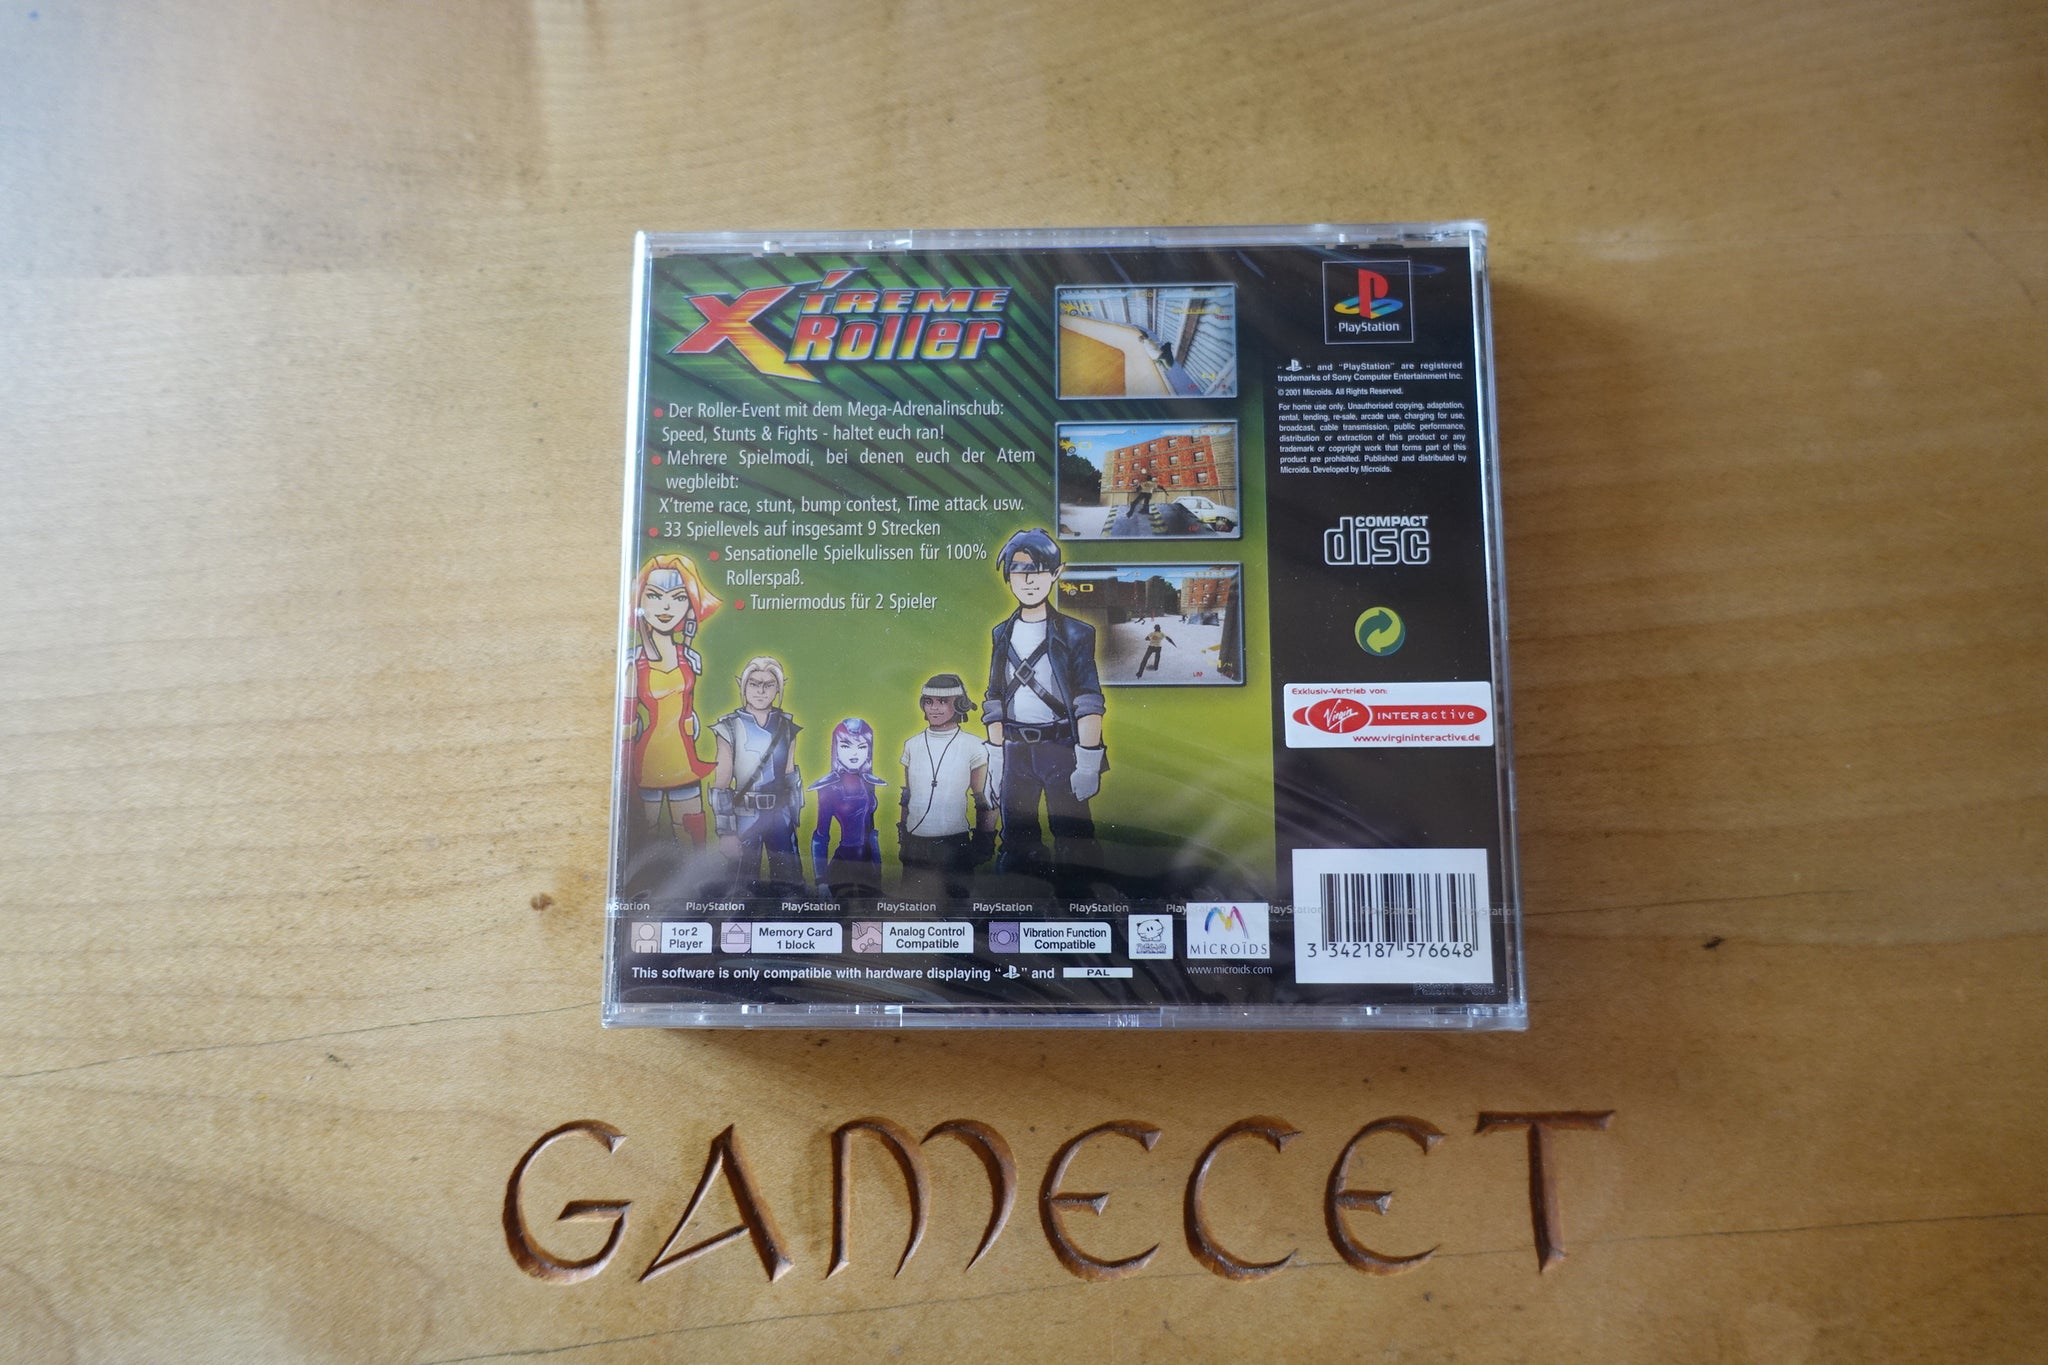 X'TREME
Roller
Der Roller-Event mit dem Mega-Adrenalinschub:
Speed, Stunts & Fights - haltet euch ran!
Mehrere Spielmodi, bei denen euch der Atem
wegbleibt:
X'treme race, stunt, bump contest, Time attack usw.
33 Spiellevels auf insgesamt 9 Strecken
Sensationelle Spielkulissen für 100%
Rollerspaß.
Turniermodus für 2 Spieler
PlayStation
" " and "PlayStation" are registered
trademarks of Sony Computer Entertainment Inc.
© 2001 Microïds. All Rights Reserved.
For home use only. Unauthorised copying, adaptation,
rental, lending, re-sale, arcade use, charging for use,
broadcast, cable transmission, public performance,
distribution or extraction of this product or any
trademark or copyright work that forms part of this
product are prohibited. Published and distributed by
Microïds. Developed by Microïds.
COMPACT
disc
Exklusiv-Vertrieb von:
Virgin INTERactive
www.virgininteractive.de
PlayStation PlayStation PlayStation PlayStation PlayStation PlayStation PlayStation PlayStation PlayStation
1 or 2
Player
Memory Card
1 block
Analog Control
Compatible
Vibration Function
Compatible
MiCROÏDS
www.microids.com
This software is only compatible with hardware displaying " " and PAL
3 342187 576648
GAMECET